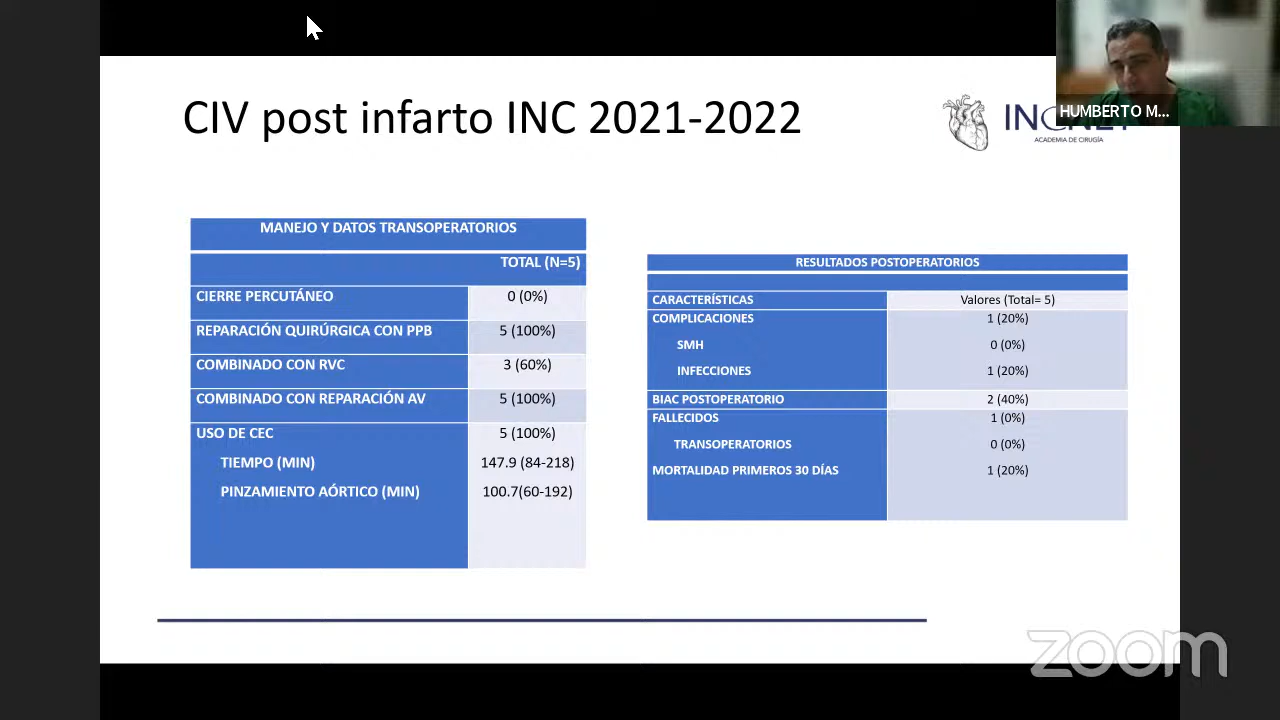 HUMBERTO M...
CIV post infarto INC 2021-2022
ACADEMIA DE CIRUGÍA
MANEJO Y DATOS TRANSOPERATORIOS
TOTAL (N=5)
CIERRE PERCUTÁNEO 0 (0%)
REPARACIÓN QUIRÚRGICA CON PPB 5 (100%)
COMBINADO CON RVC 3 (60%)
COMBINADO CON REPARACIÓN AV 5 (100%)
USO DE CEC 5 (100%)
TIEMPO (MIN) 147.9 (84-218)
PINZAMIENTO AÓRTICO (MIN) 100.7(60-192)
RESULTADOS POSTOPERATORIOS
CARACTERÍSTICAS Valores (Total= 5)
COMPLICACIONES 1 (20%)
SMH 0 (0%)
INFECCIONES 1 (20%)
BIAC POSTOPERATORIO 2 (40%)
FALLECIDOS 1 (0%)
TRANSOPERATORIOS 0 (0%)
MORTALIDAD PRIMEROS 30 DÍAS 1 (20%)
zoom